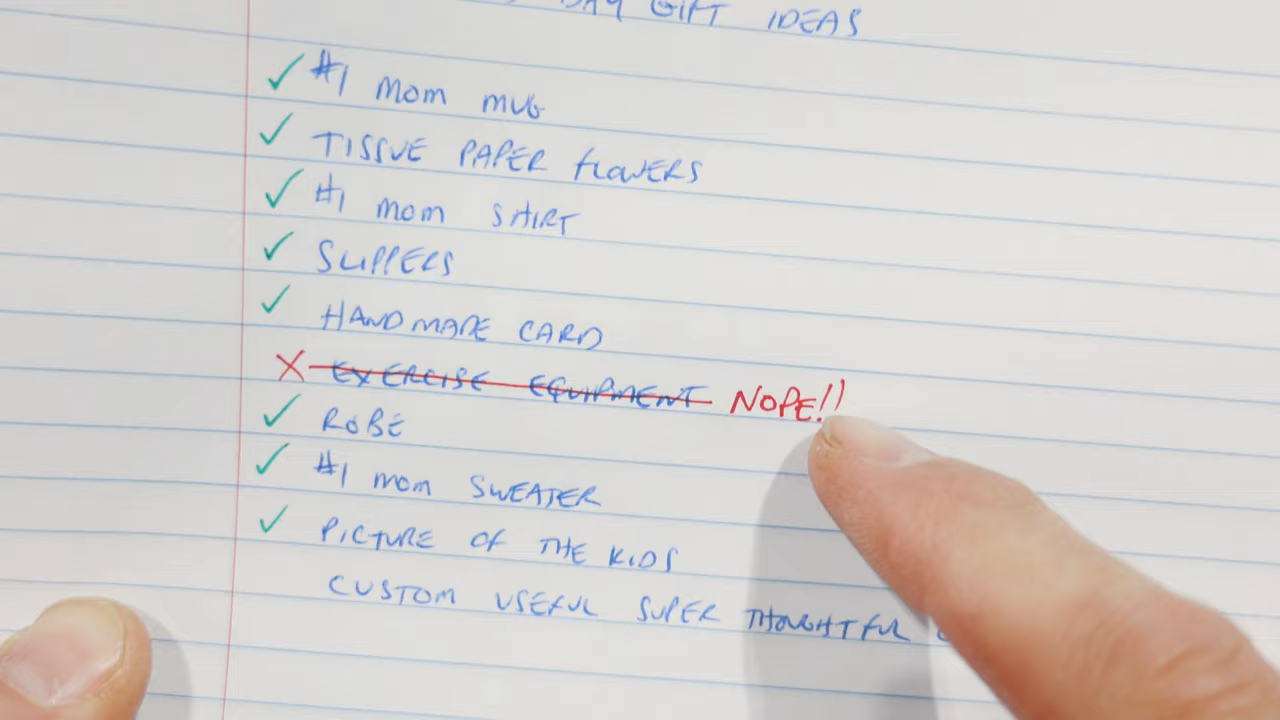 DAY GIFT IDEAS
✓ #1 MOM MUG
✓ TISSUE PAPER FLOWERS
✓ #1 MOM SHIRT
✓ SLIPPERS
✓ HANDMADE CARD
X EXERCISE EQUIPMENT NOPE!!
✓ ROBE
✓ #1 MOM SWEATER
✓ PICTURE OF THE KIDS
CUSTOM USEFUL SUPER THOUGHTFUL